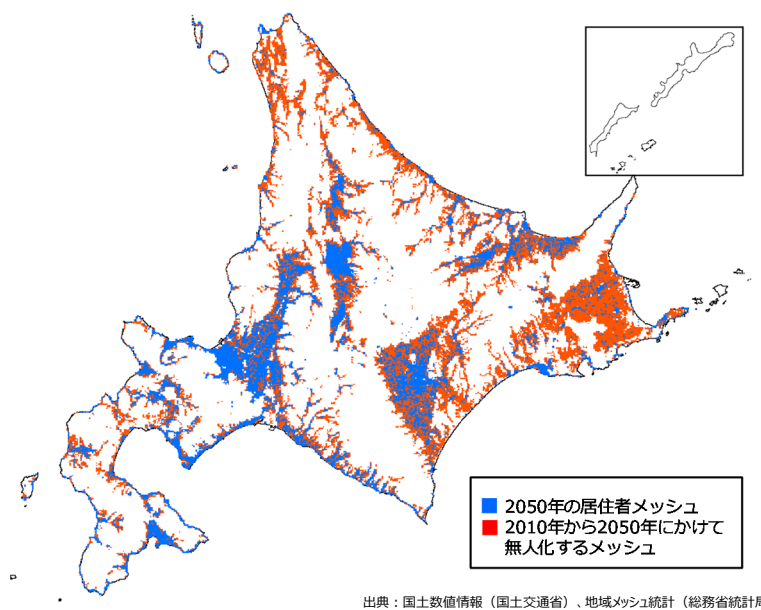 2050年の居住者メッシュ
2010年から2050年にかけて
無人化するメッシュ
出典：国土数値情報（国土交通省）、地域メッシュ統計（総務省統計局